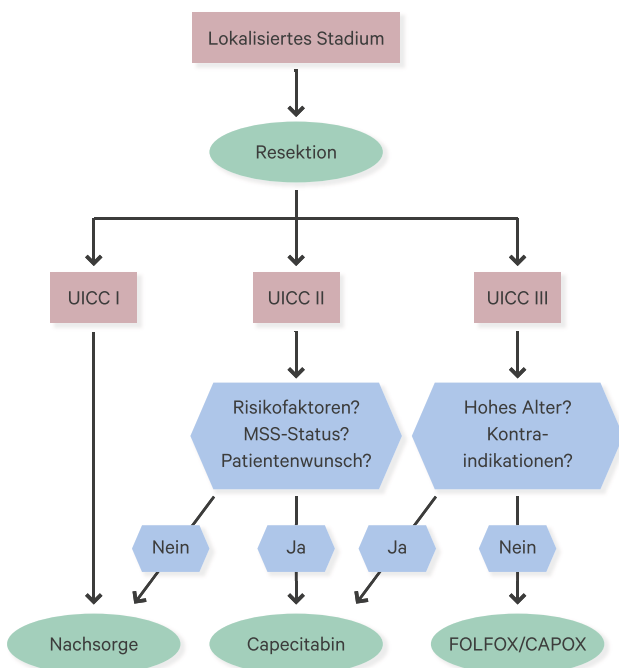 Lokalisiertes Stadium
Resektion
UICC I
UICC II
UICC III
Risikofaktoren?
MSS-Status?
Patientenwunsch?
Hohes Alter?
Kontra-
indikationen?
Nein
Ja
Ja
Nein
Nachsorge
Capecitabin
FOLFOX/CAPOX